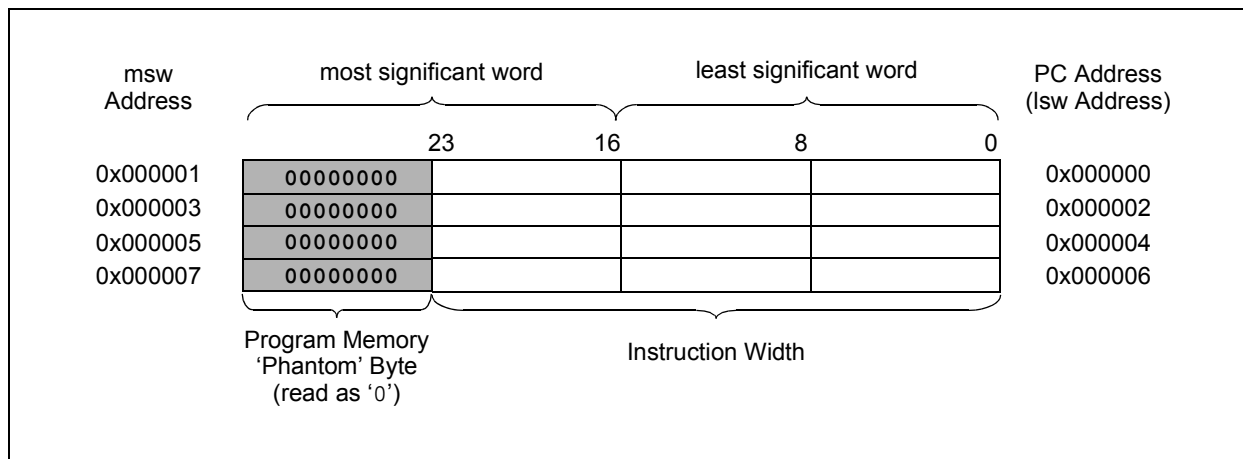 msw
Address
most significant word
least significant word
PC Address
(lsw Address)
23 16 8 0
0x000001 00000000 0x000000
0x000003 00000000 0x000002
0x000005 00000000 0x000004
0x000007 00000000 0x000006
Program Memory
‘Phantom’ Byte
(read as ‘0’)
Instruction Width